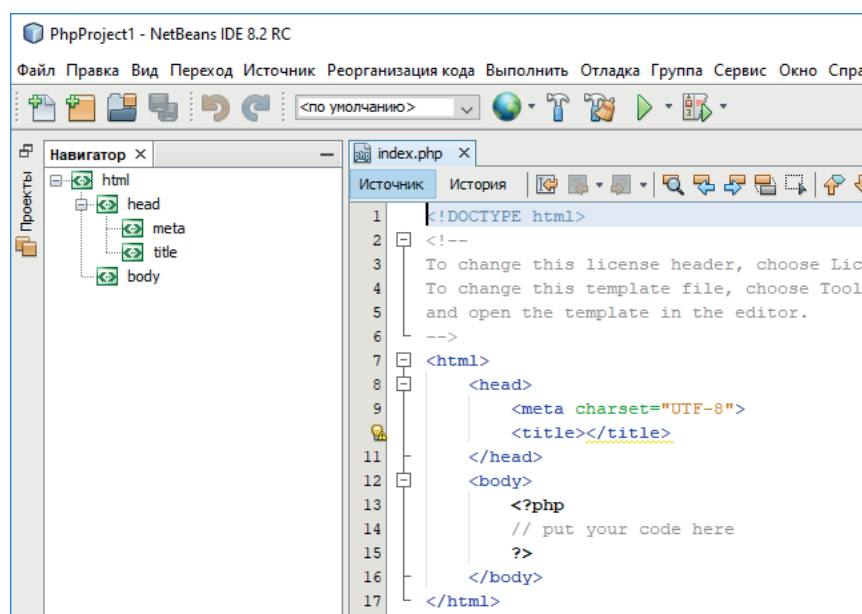 PhpProject1 - NetBeans IDE 8.2 RC
Файл Правка Вид Переход Источник Реорганизация кода Выполнить Отладка Группа Сервис Окно Спра
<по умолчанию>
Проекты
Навигатор
html
head
meta
title
body
index.php
Источник История
1 <!DOCTYPE html>
2 <!--
3 To change this license header, choose Lic
4 To change this template file, choose Tool
5 and open the template in the editor.
6 -->
7 <html>
8 <head>
9 <meta charset="UTF-8">
<title></title>
11 </head>
12 <body>
13 <?php
14 // put your code here
15 ?>
16 </body>
17 </html>